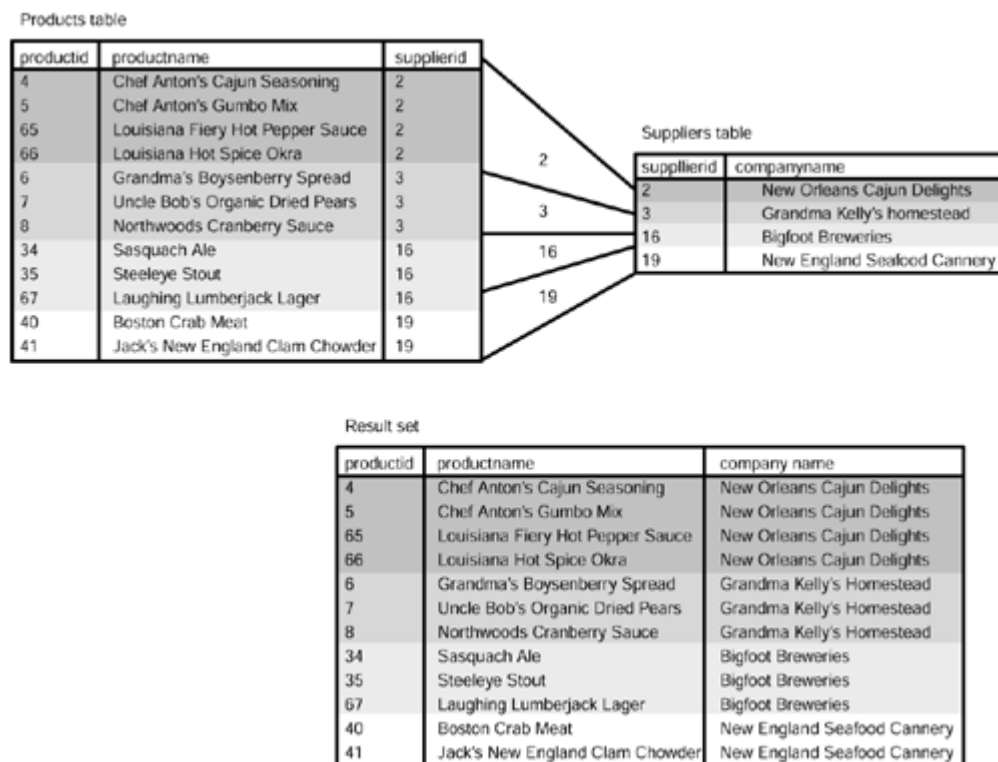 Products table
productid productname supplierid
4 Chef Anton's Cajun Seasoning 2
5 Chef Anton's Gumbo Mix 2
65 Louisiana Fiery Hot Pepper Sauce 2
66 Louisiana Hot Spice Okra 2
6 Grandma's Boysenberry Spread 3
7 Uncle Bob's Organic Dried Pears 3
8 Northwoods Cranberry Sauce 3
34 Sasquach Ale 16
35 Steeleye Stout 16
67 Laughing Lumberjack Lager 16
40 Boston Crab Meat 19
41 Jack's New England Clam Chowder 19
2
3
16
19
Suppliers table
suppllierid companyname
2 New Orleans Cajun Delights
3 Grandma Kelly's homestead
16 Bigfoot Breweries
19 New England Seafood Cannery
Result set
productid productname company name
4 Chef Anton's Cajun Seasoning New Orleans Cajun Delights
5 Chef Anton's Gumbo Mix New Orleans Cajun Delights
65 Louisiana Fiery Hot Pepper Sauce New Orleans Cajun Delights
66 Louisiana Hot Spice Okra New Orleans Cajun Delights
6 Grandma's Boysenberry Spread Grandma Kelly's Homestead
7 Uncle Bob's Organic Dried Pears Grandma Kelly's Homestead
8 Northwoods Cranberry Sauce Grandma Kelly's Homestead
34 Sasquach Ale Bigfoot Breweries
35 Steeleye Stout Bigfoot Breweries
67 Laughing Lumberjack Lager Bigfoot Breweries
40 Boston Crab Meat New England Seafood Cannery
41 Jack's New England Clam Chowder New England Seafood Cannery